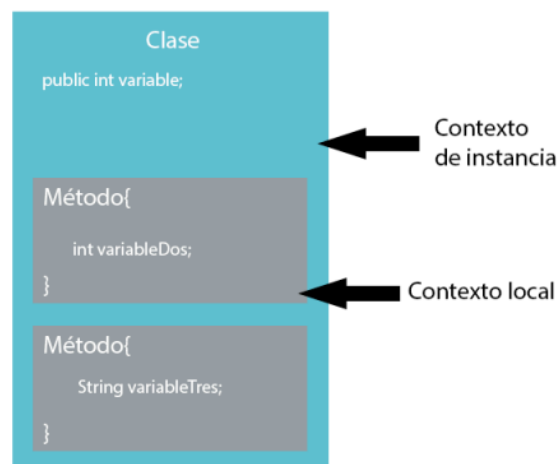 Clase
public int variable;
Contexto
de instancia
Método{
int variableDos;
}
Contexto local
Método{
String variableTres;
}